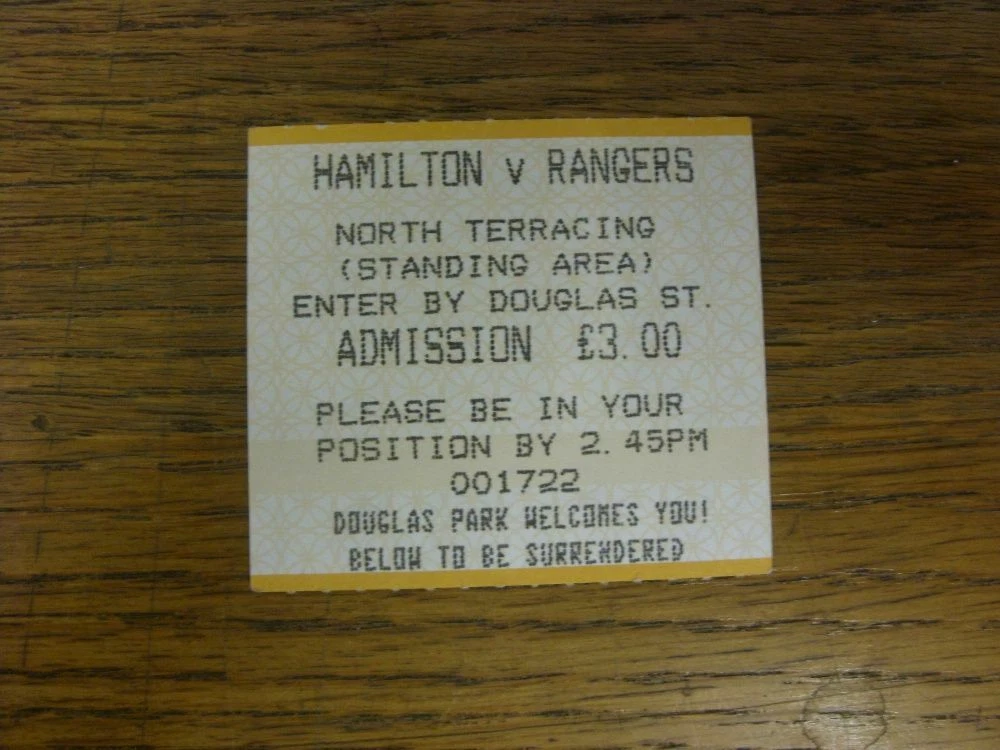 HAMILTON v RANGERS
NORTH TERRACING
(STANDING AREA)
ENTER BY DOUGLAS ST.
ADMISSION £3.00
PLEASE BE IN YOUR
POSITION BY 2.45PM
001722
DOUGLAS PARK WELCOMES YOU!
BELOW TO BE SURRENDERED